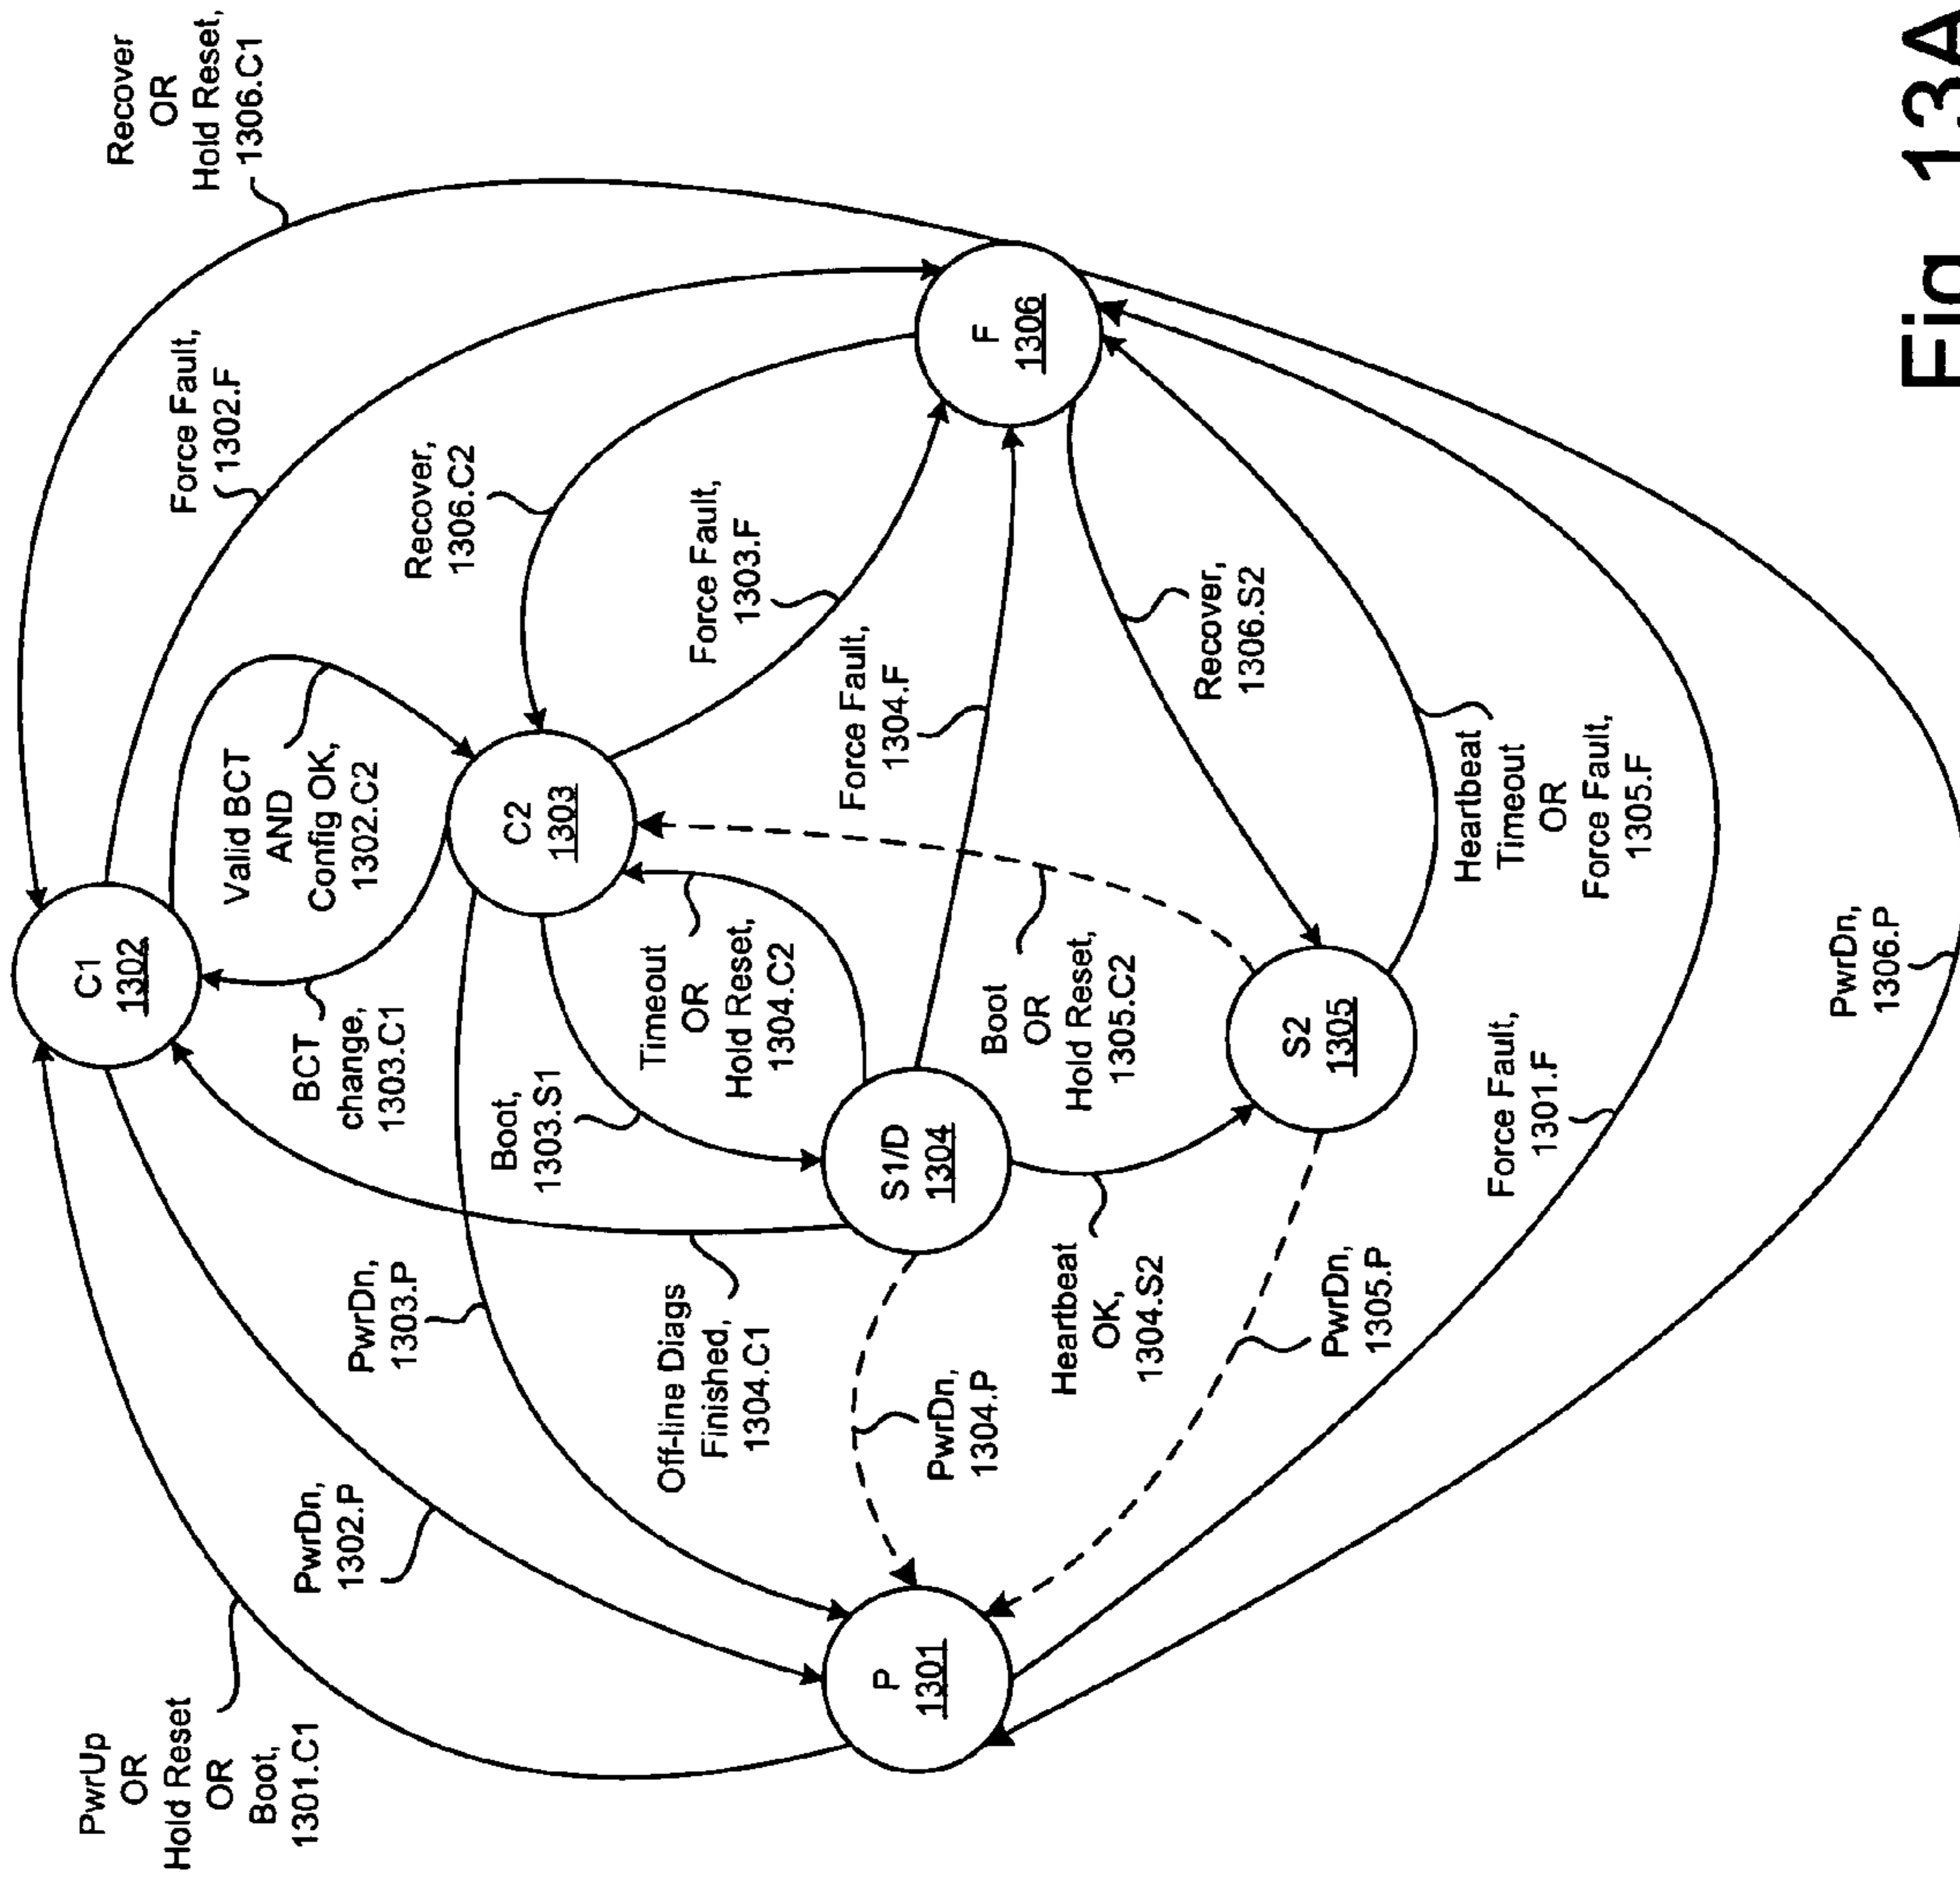 PwrUp
OR
Hold Reset
OR
Boot,
1301.C1
PwrDn,
1302.P
PwrDn,
1303.P
Off-line Diags
Finished,
1304.C1
BCT
change,
1303.C1
Boot,
1303.S1
C1
1302
Valid BCT
AND
Config OK,
1302.C2
Force Fault,
1302.F
Recover
OR
Hold Reset,
1306.C1
Recover,
1306.C2
C2
1303
Force Fault,
1303.F
Timeout
OR
Hold Reset,
1304.C2
Force Fault,
1304.F
P
1301
S1/D
1304
F
1306
PwrDn,
1304.P
Heartbeat
OK,
1304.S2
Boot
OR
Hold Reset,
1305.C2
Recover,
1306.S2
S2
1305
PwrDn,
1305.P
Heartbeat
Timeout
OR
Force Fault,
1305.F
Force Fault,
1301.F
PwrDn,
1306.P
Fig. 13A